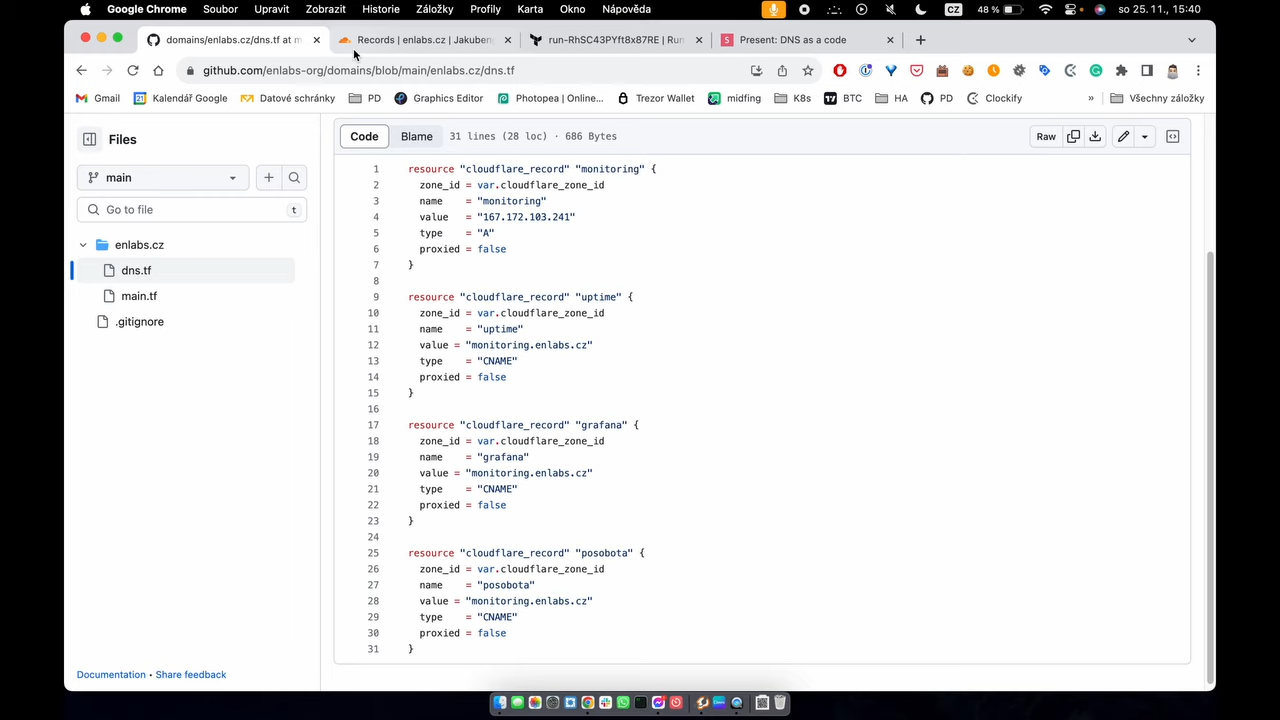 Google Chrome Soubor Upravit Zobrazit Historie Záložky Profily Karta Okno Nápověda CZ 48 % so 25. 11., 15:40
domains/enlabs.cz/dns.tf at m Records | enlabs.cz | Jakuben run-RhSC43PYft8x87RE | Run Present: DNS as a code
github.com/enlabs-org/domains/blob/main/enlabs.cz/dns.tf
Gmail Kalendář Google Datové schránky PD Graphics Editor Photopea | Online... Trezor Wallet midfing K8s BTC HA PD Clockify » Všechny záložky
Files
main
Go to file t
enlabs.cz
dns.tf
main.tf
.gitignore
Documentation • Share feedback
Code Blame 31 lines (28 loc) · 686 Bytes Raw
1 resource "cloudflare_record" "monitoring" {
2 zone_id = var.cloudflare_zone_id
3 name = "monitoring"
4 value = "167.172.103.241"
5 type = "A"
6 proxied = false
7 }
8
9 resource "cloudflare_record" "uptime" {
10 zone_id = var.cloudflare_zone_id
11 name = "uptime"
12 value = "monitoring.enlabs.cz"
13 type = "CNAME"
14 proxied = false
15 }
16
17 resource "cloudflare_record" "grafana" {
18 zone_id = var.cloudflare_zone_id
19 name = "grafana"
20 value = "monitoring.enlabs.cz"
21 type = "CNAME"
22 proxied = false
23 }
24
25 resource "cloudflare_record" "posobota" {
26 zone_id = var.cloudflare_zone_id
27 name = "posobota"
28 value = "monitoring.enlabs.cz"
29 type = "CNAME"
30 proxied = false
31 }